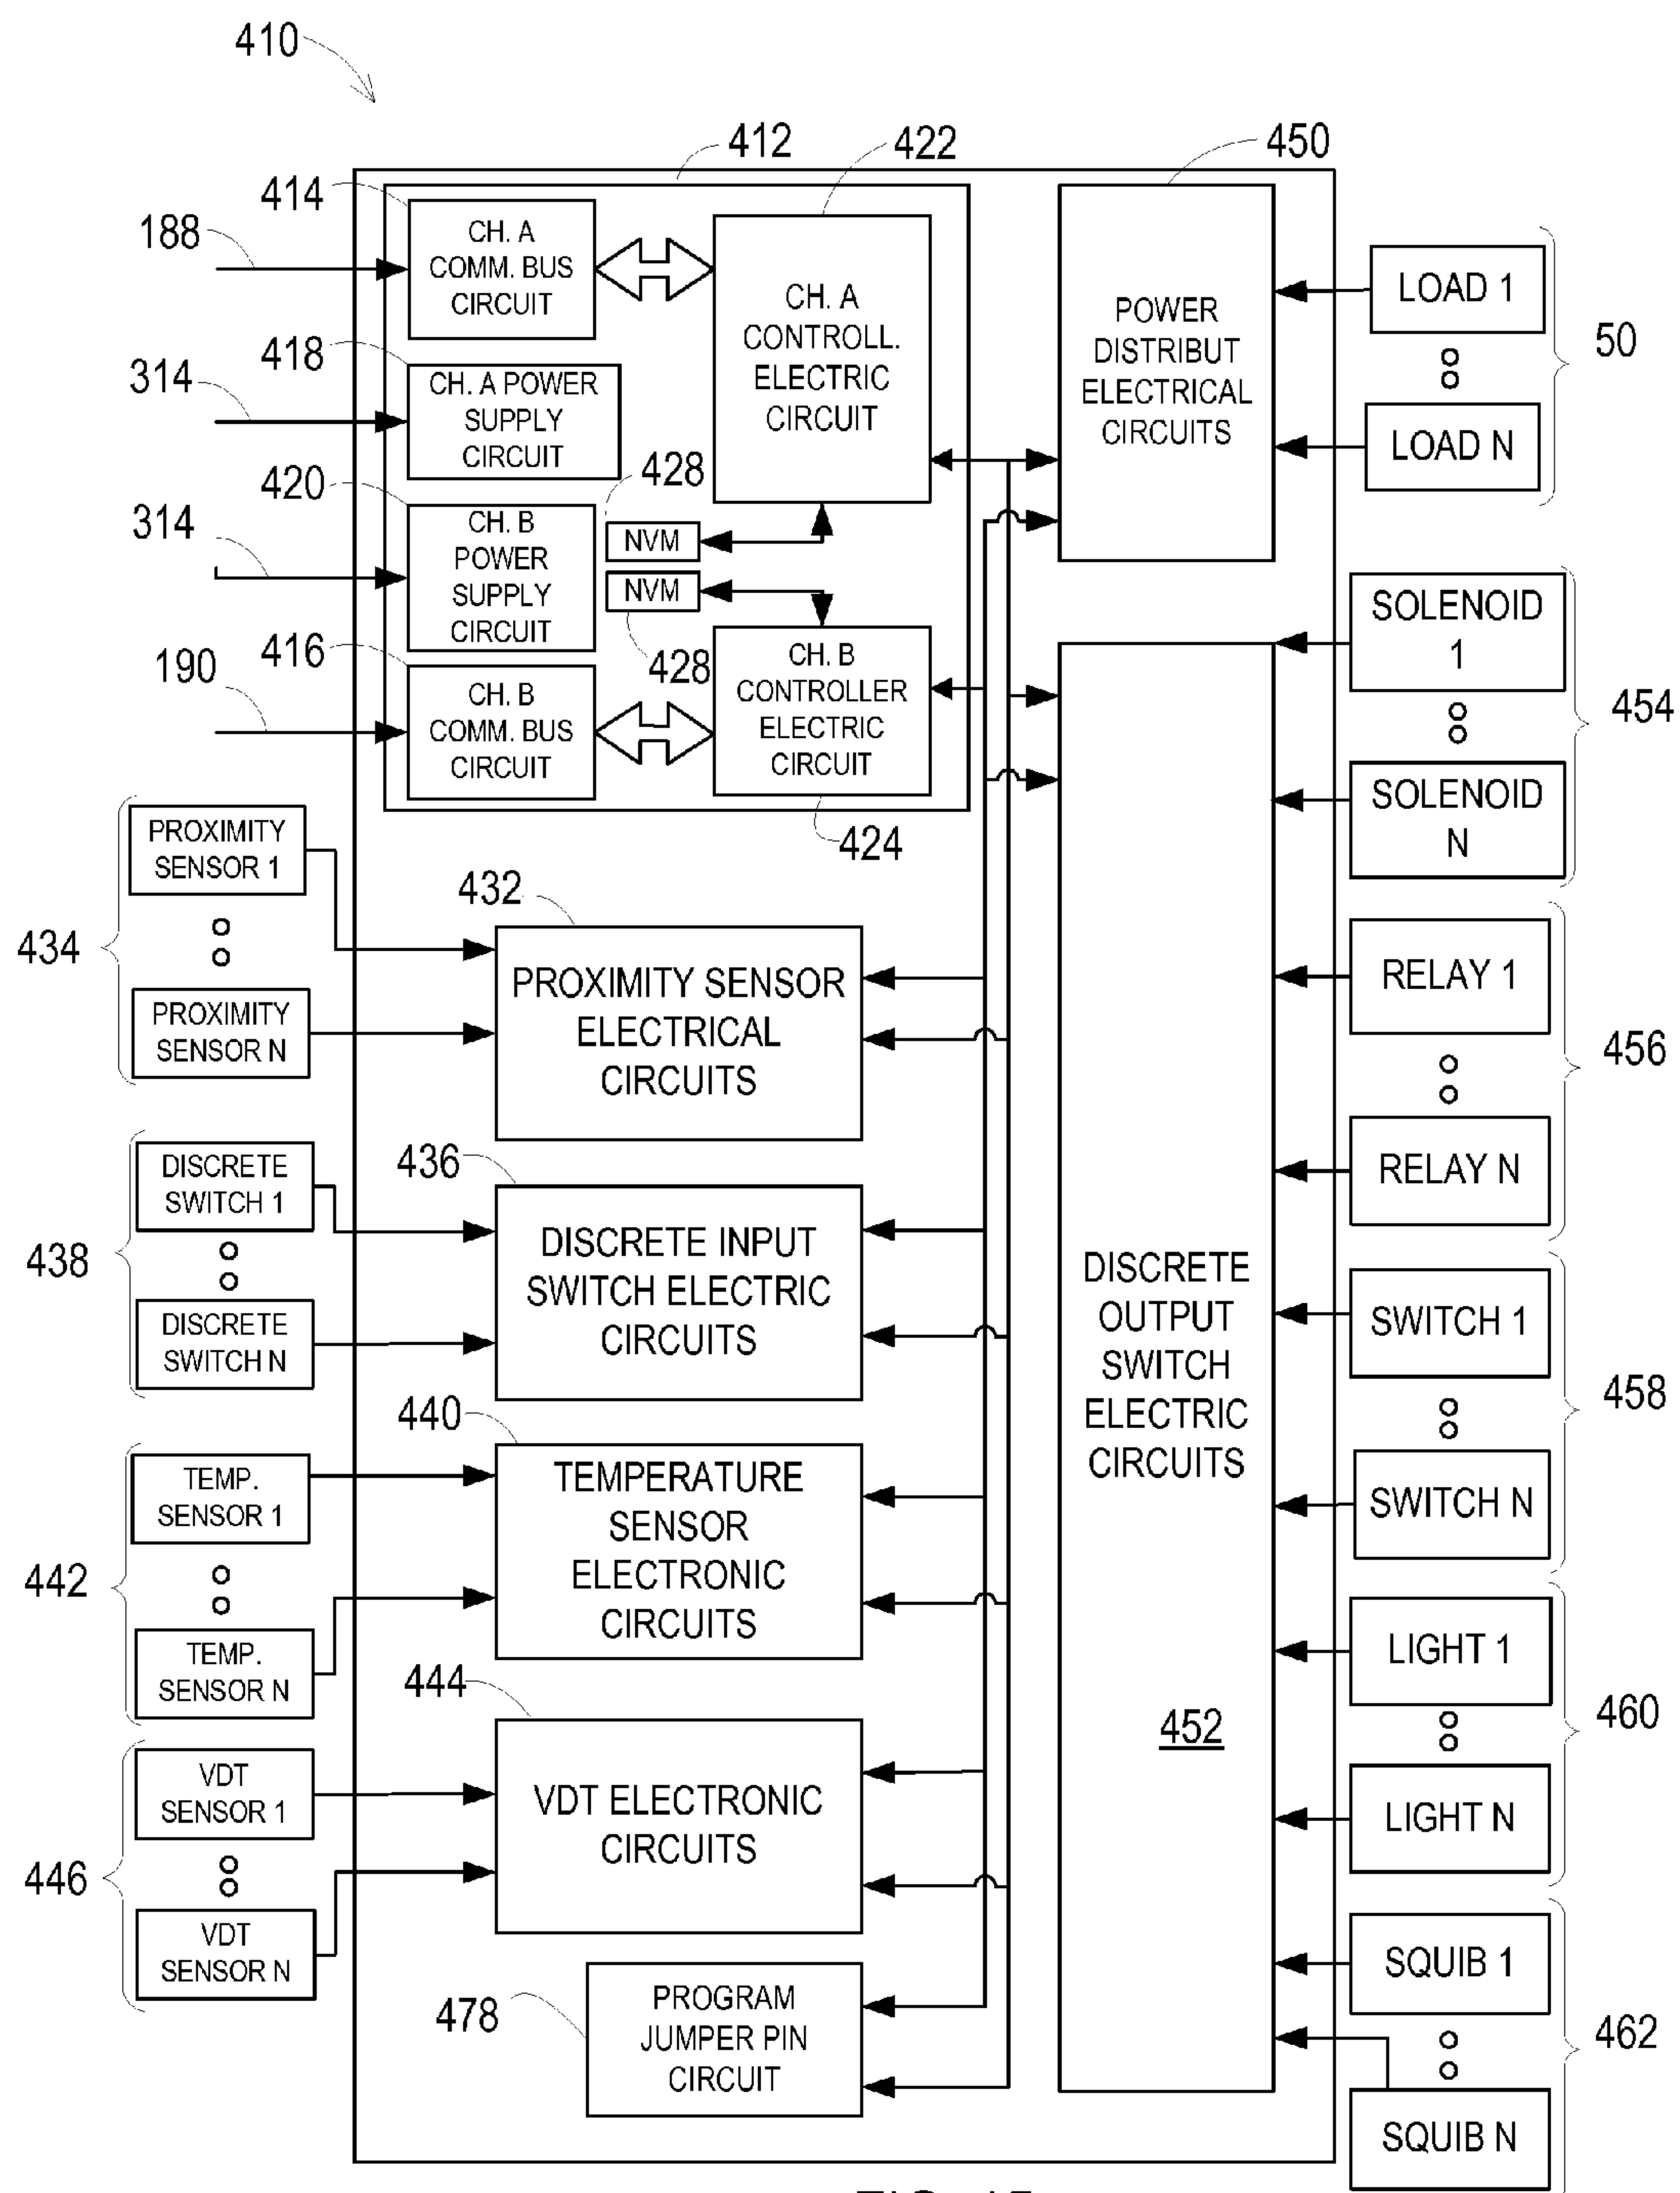 410
412
422
450
414
188
CH. A
COMM. BUS
CIRCUIT
418
314
CH. A POWER
SUPPLY
CIRCUIT
420
314
CH. B
POWER
SUPPLY
CIRCUIT
416
190
CH. B
COMM. BUS
CIRCUIT
CH. A
CONTROLL.
ELECTRIC
CIRCUIT
428
NVM
NVM
428
CH. B
CONTROLLER
ELECTRIC
CIRCUIT
424
POWER
DISTRIBUT
ELECTRICAL
CIRCUITS
LOAD 1
LOAD N
50
SOLENOID
1
SOLENOID
N
454
PROXIMITY
SENSOR 1
434
PROXIMITY
SENSOR N
432
PROXIMITY SENSOR
ELECTRICAL
CIRCUITS
RELAY 1
456
RELAY N
DISCRETE
SWITCH 1
438
DISCRETE
SWITCH N
436
DISCRETE INPUT
SWITCH ELECTRIC
CIRCUITS
DISCRETE
OUTPUT
SWITCH
ELECTRIC
CIRCUITS
452
SWITCH 1
458
SWITCH N
440
TEMP.
SENSOR 1
442
TEMP.
SENSOR N
TEMPERATURE
SENSOR
ELECTRONIC
CIRCUITS
LIGHT 1
460
LIGHT N
444
VDT
SENSOR 1
446
VDT
SENSOR N
VDT ELECTRONIC
CIRCUITS
478
PROGRAM
JUMPER PIN
CIRCUIT
SQUIB 1
462
SQUIB N